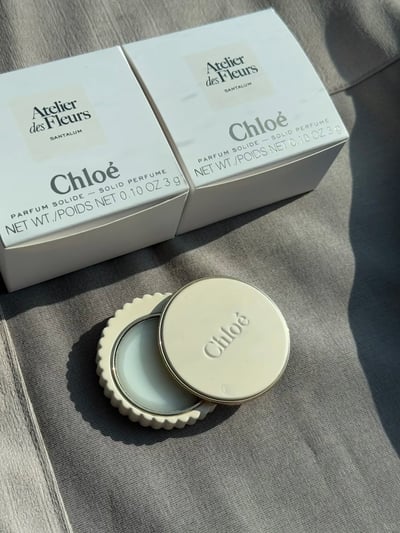 Atelier
des Fleurs
SANTALUM
Chloé
PARFUM SOLIDE — SOLID PERFUME
NET WT./POIDS NET 0.10 OZ 3 g
Atelier
des Fleurs
SANTALUM
Chloé
PARFUM SOLIDE — SOLID PERFUME
NET WT./POIDS NET 0.10 OZ 3 g
Chloé